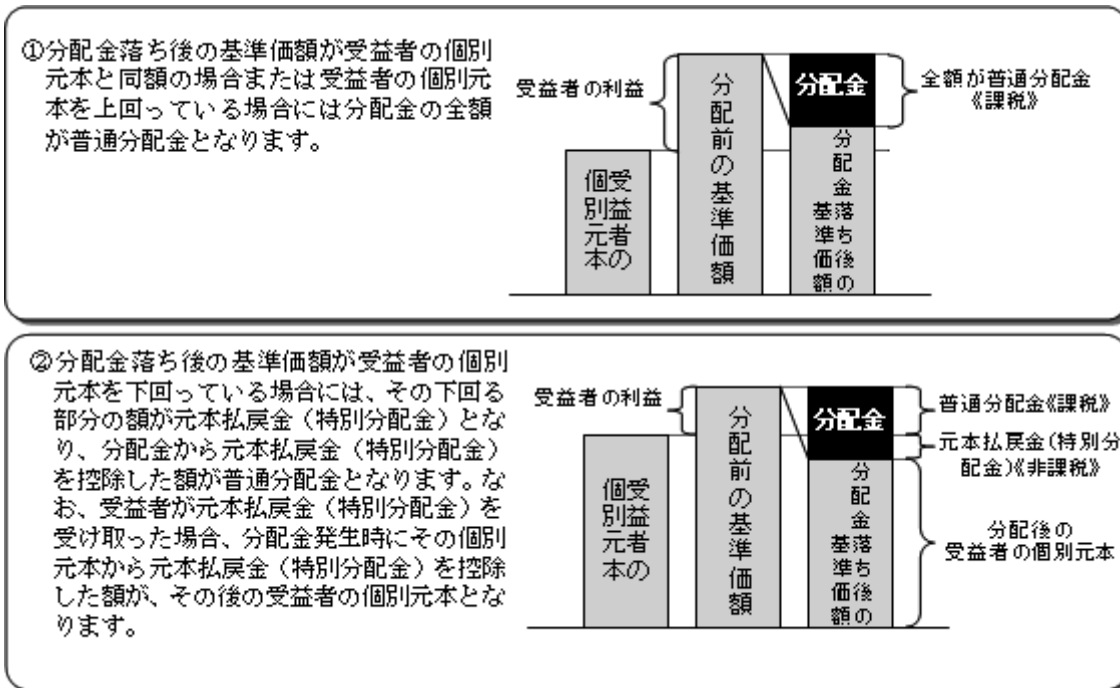 ①分配金落ち後の基準価額が受益者の個別
元本と同額の場合または受益者の個別元
本を上回っている場合には分配金の全額
が普通分配金となります。
受益者の利益
受益者の
個別元本
分配前の基準価額
分配金
分配金落ち後の
基準価額
全額が普通分配金
《課税》
②分配金落ち後の基準価額が受益者の個別
元本を下回っている場合には、その下回る
部分の額が元本払戻金(特別分配金)とな
り、分配金から元本払戻金(特別分配金)
を控除した額が普通分配金となります。な
お、受益者が元本払戻金(特別分配金)を
受け取った場合、分配金発生時にその個別
元本から元本払戻金(特別分配金)を控除
した額が、その後の受益者の個別元本とな
ります。
受益者の利益
受益者の
個別元本
分配前の基準価額
分配金
分配金落ち後の
基準価額
普通分配金《課税》
元本払戻金(特別分
配金)《非課税》
分配後の
受益者の個別元本